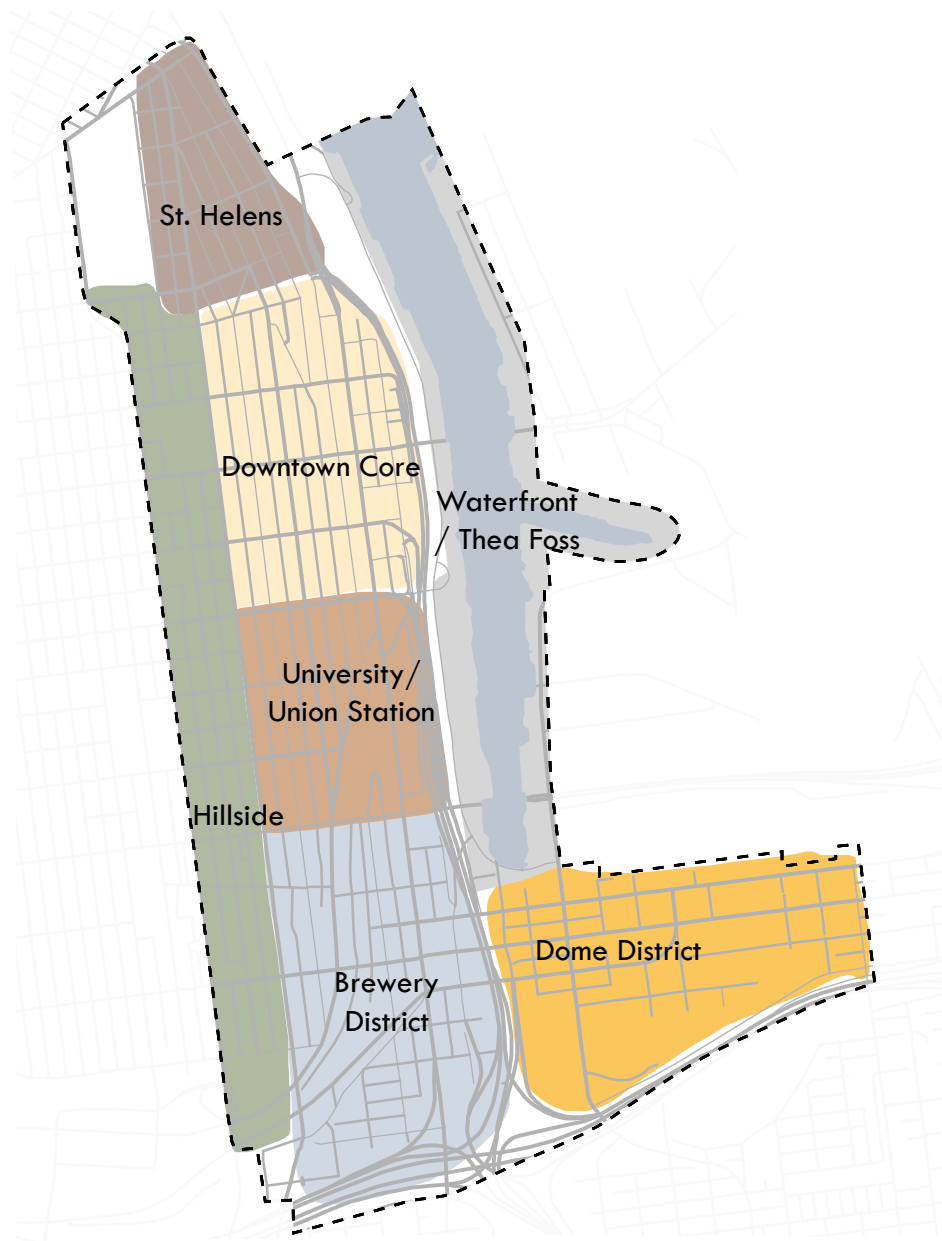 St. Helens
Downtown Core
Waterfront
/ Thea Foss
University/
Union Station
Hillside
Dome District
Brewery
District